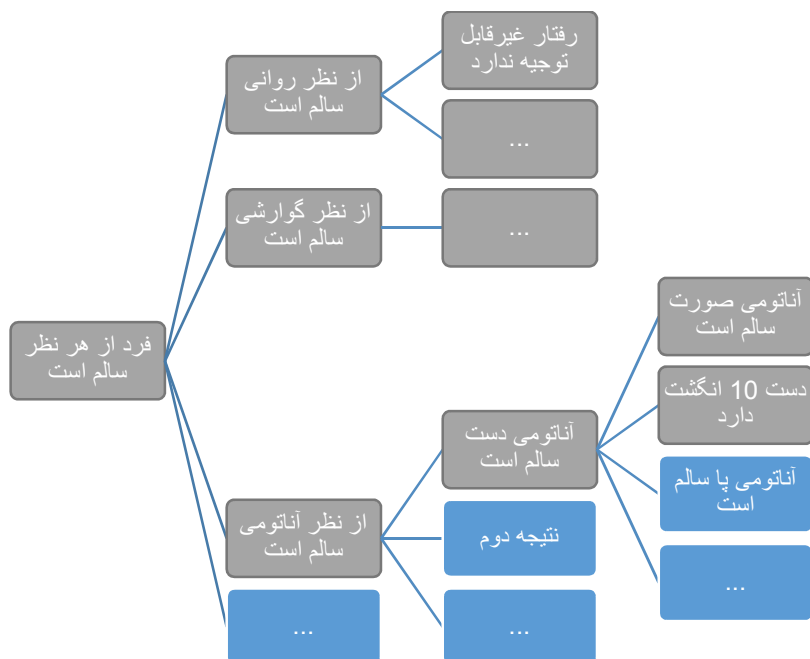 رفتار غیرقابل
توجیه ندارد
از نظر روانی
سالم است
...
از نظر گوارشی
سالم است
...
آناتومی صورت
سالم است
فرد از هر نظر
سالم است
دست 10 انگشت
دارد
آناتومی دست
سالم است
آناتومی پا سالم
است
از نظر آناتومی
سالم است
نتیجه دوم
...
...
...